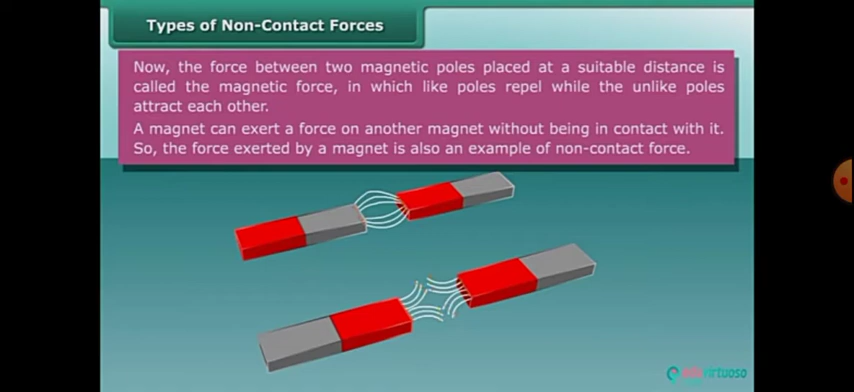 Types of Non-Contact Forces
Now, the force between two magnetic poles placed at a suitable distance is
called the magnetic force, in which like poles repel while the unlike poles
attract each other.
A magnet can exert a force on another magnet without being in contact with it.
So, the force exerted by a magnet is also an example of non-contact force.
virtuoso